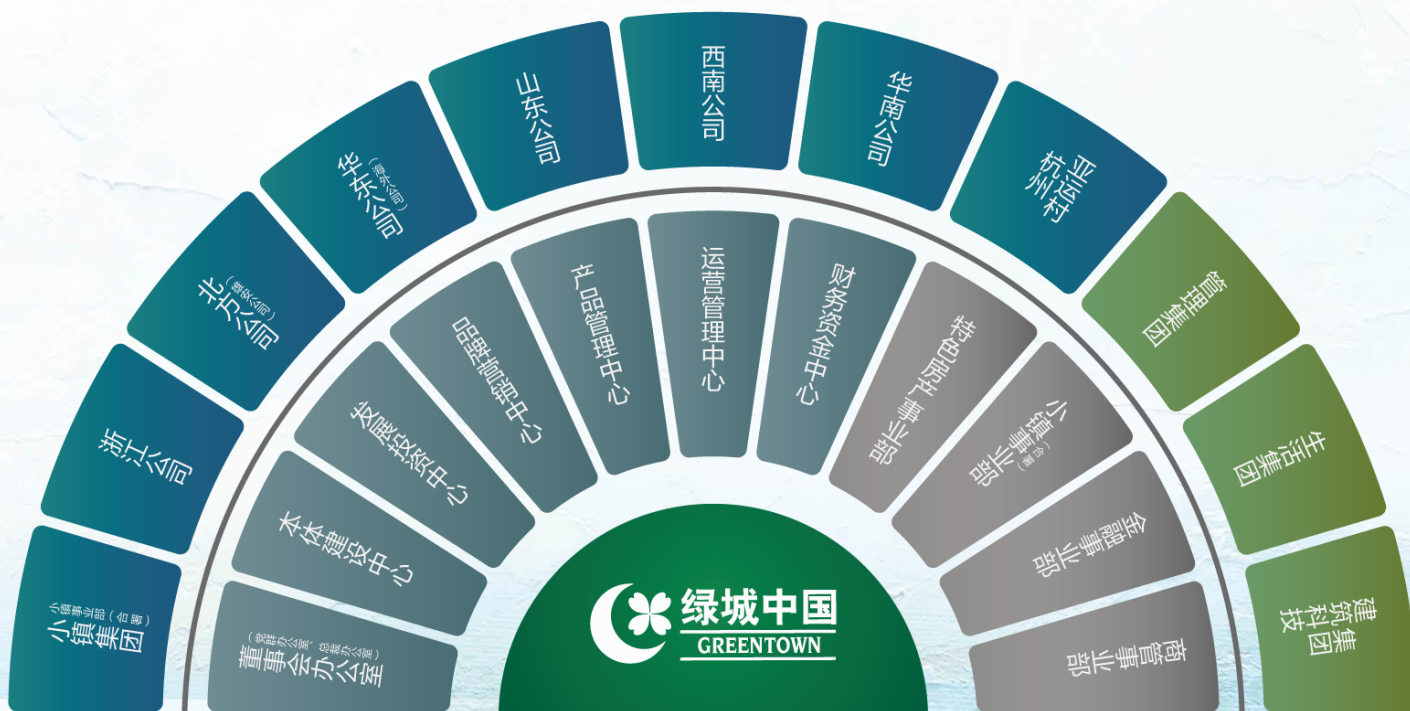 小镇事业部（合署）
小镇集团
浙江公司
北方公司
（雄安公司）
华东公司
（海外公司）
山东公司
西南公司
华南公司
杭州
亚运村
管理集团
生活集团
建筑科技
集团
（党群办公室、总裁办公室）
董事会办公室
本体建设中心
发展投资中心
品牌营销中心
产品管理中心
运营管理中心
财务资金中心
特色房产事业部
小镇事业部
（合署）
金融事业部
商管事业部
绿城中国
GREENTOWN